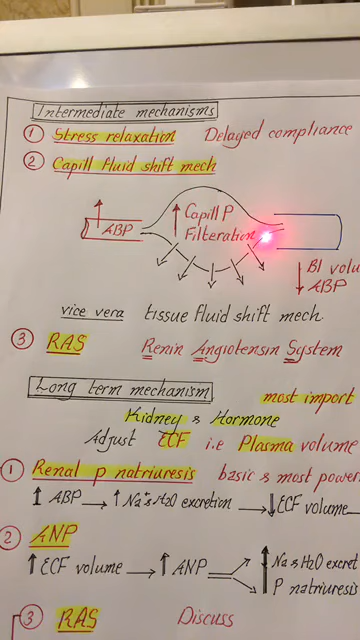 Intermediate mechanisms
① Stress relaxation Delayed compliance
② Capill fluid shift mech
↑ ABP ↑ Capill P
Filteration
Bl volu
↓ ABP
vice vera tissue fluid shift mech
③ RAS Renin Angiotensin System
Long term mechanism most import
Kidney & Hormone
Adjust ECF i.e Plasma volume
① Renal p natriuresis basic & most power
↑ ABP → ↑ Na⁺& H2O excretion → ↓ ECF volume
② ANP
↑ ECF volume → ↑ ANP ↑ Na & H2O excret
P natriuresis
③ RAS Discuss